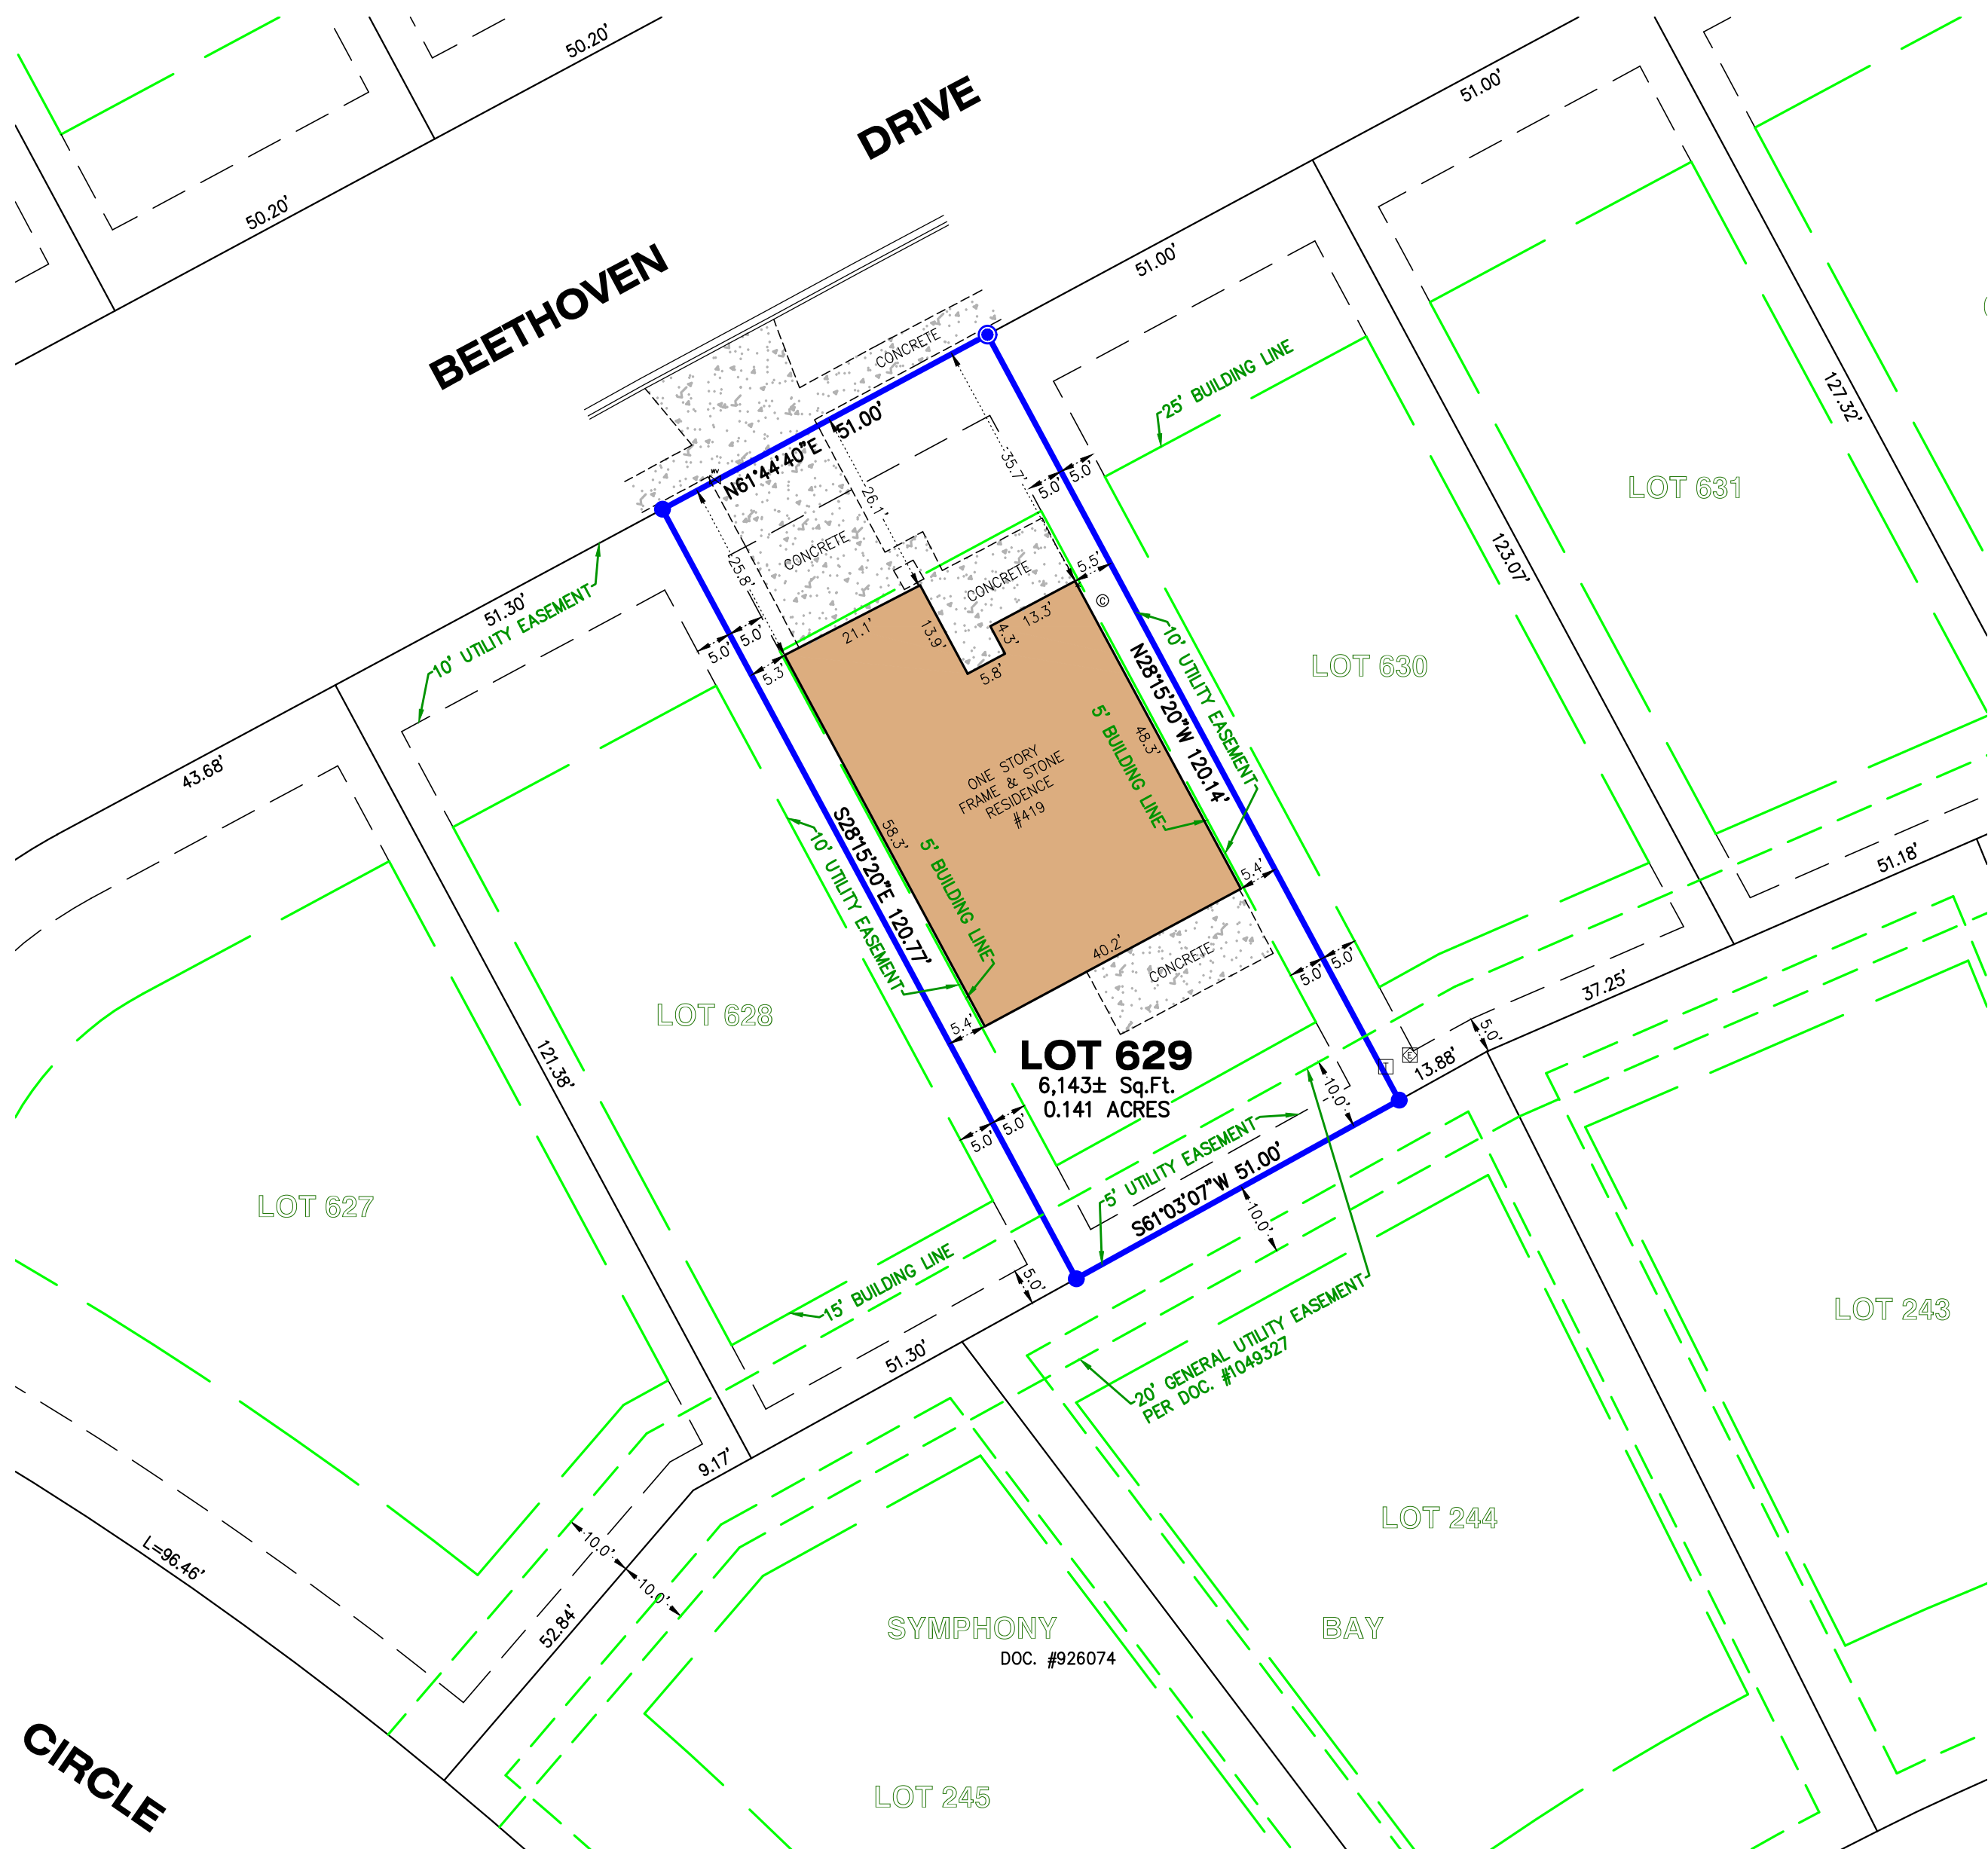 50.20'
50.20'
BEETHOVEN
DRIVE
51.00'
51.00'
CONCRETE
N61°44'40"E 51.00'
WV
25' BUILDING LINE
127.32'
35.7'
5.0'
5.0'
26.1'
CONCRETE
25.8'
CONCRETE
5.5'
C
LOT 631
123.07'
10' UTILITY EASEMENT
51.30'
5.0'
5.0'
5.3'
21.1'
13.9'
5.8'
4.3'
13.3'
N28°15'20"W 120.14'
10' UTILITY EASEMENT
LOT 630
43.68'
5' BUILDING LINE
48.3'
ONE STORY
FRAME & STONE
RESIDENCE
#419
58.3'
5' BUILDING LINE
S28°15'20"E 120.77'
10' UTILITY EASEMENT
5.4'
51.18'
40.2'
CONCRETE
5.0'
5.0'
37.25'
LOT 628
121.38'
5.4'
LOT 629
6,143± Sq.Ft.
0.141 ACRES
T
E
5.0'
13.88'
10.0'
5.0'
5.0'
5' UTILITY EASEMENT
S61°03'07"W 51.00'
10.0'
LOT 627
15' BUILDING LINE
5.0'
51.30'
20' GENERAL UTILITY EASEMENT
PER DOC. #1049327
LOT 243
9.17'
LOT 244
10.0'
10.0'
L=96.46'
52.84'
SYMPHONY
BAY
DOC. #926074
CIRCLE
LOT 245